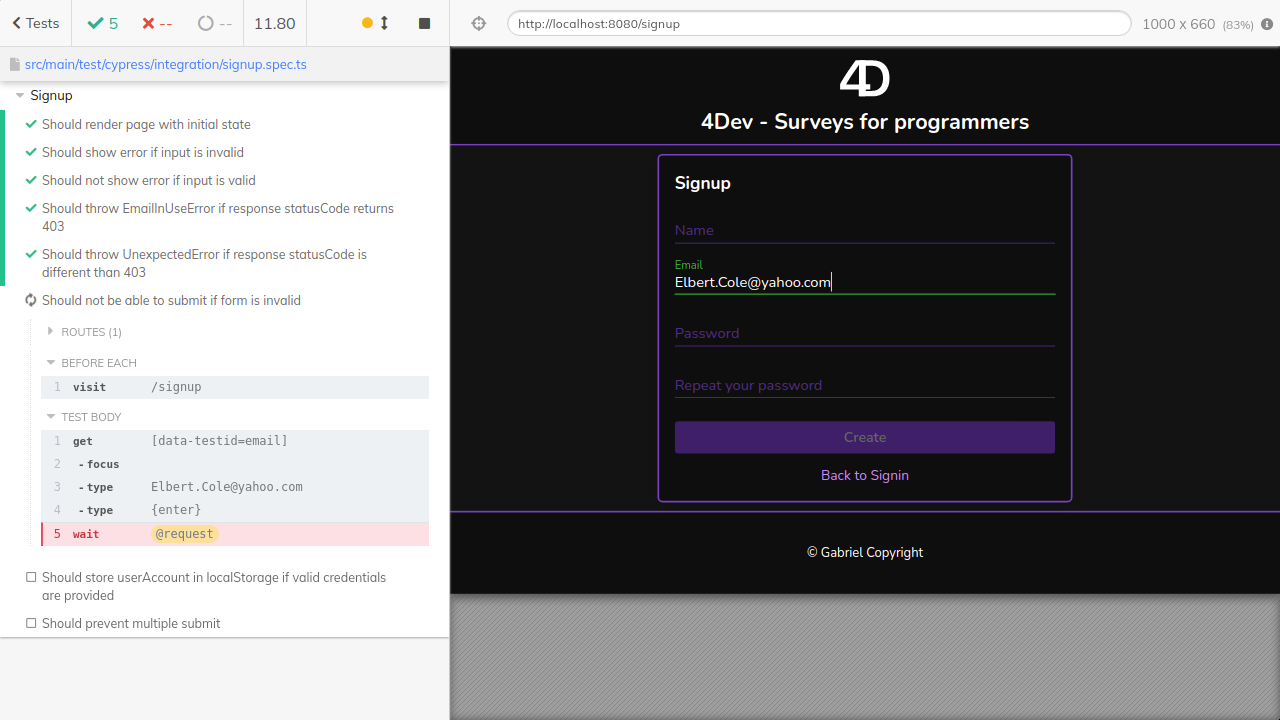 Tests 5 -- -- 11.80
src/main/test/cypress/integration/signup.spec.ts
Signup
Should render page with initial state
Should show error if input is invalid
Should not show error if input is valid
Should throw EmailInUseError if response statusCode returns
403
Should throw UnexpectedError if response statusCode is
different than 403
Should not be able to submit if form is invalid
ROUTES (1)
BEFORE EACH
1 visit /signup
TEST BODY
1 get [data-testid=email]
2 - focus
3 - type Elbert.Cole@yahoo.com
4 - type {enter}
5 wait @request
Should store userAccount in localStorage if valid credentials
are provided
Should prevent multiple submit
http://localhost:8080/signup 1000 x 660 (83%)
4D
4Dev - Surveys for programmers
Signup
Name
Email
Elbert.Cole@yahoo.com
Password
Repeat your password
Create
Back to Signin
© Gabriel Copyright